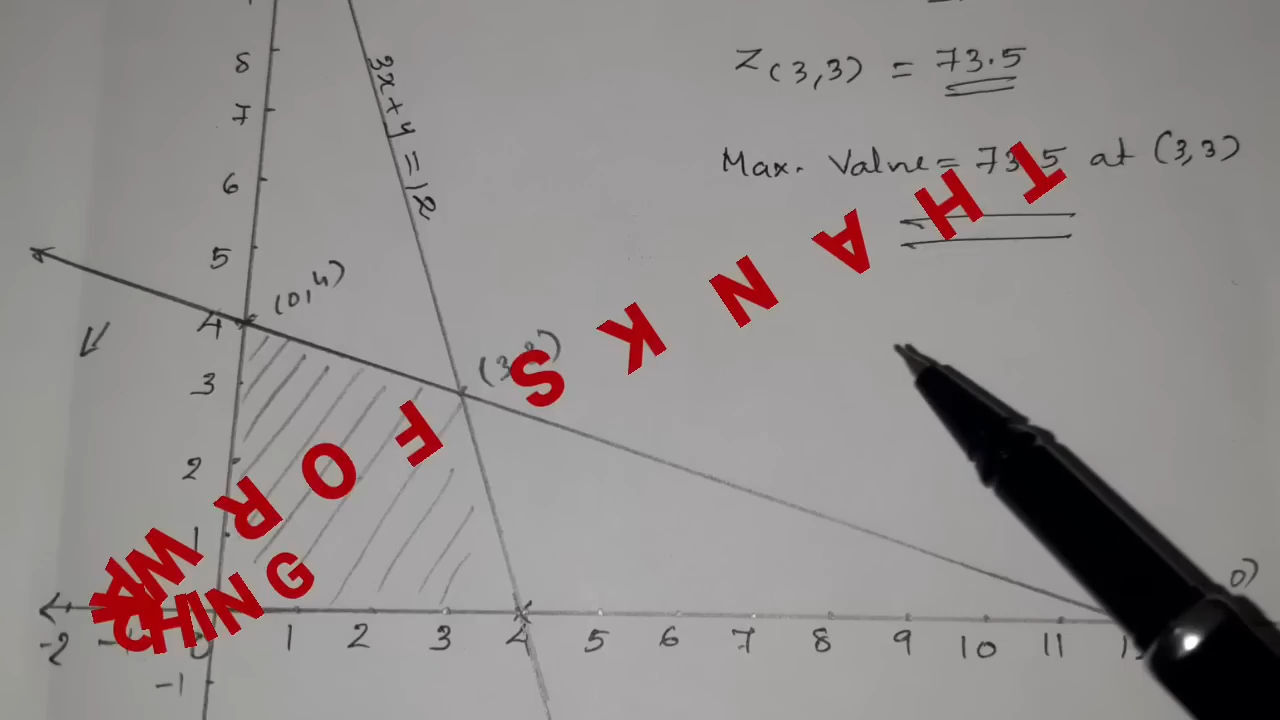 Z(3,3) = 73.5
Max. Value = 73.5 at (3,3)
3x+y=12
8
7
6
5
(0,4)
4
3
2
1
-2 0 1 2 3 4 5 6 7 8 9 10 11
-1
THANKS FOR WATCHING